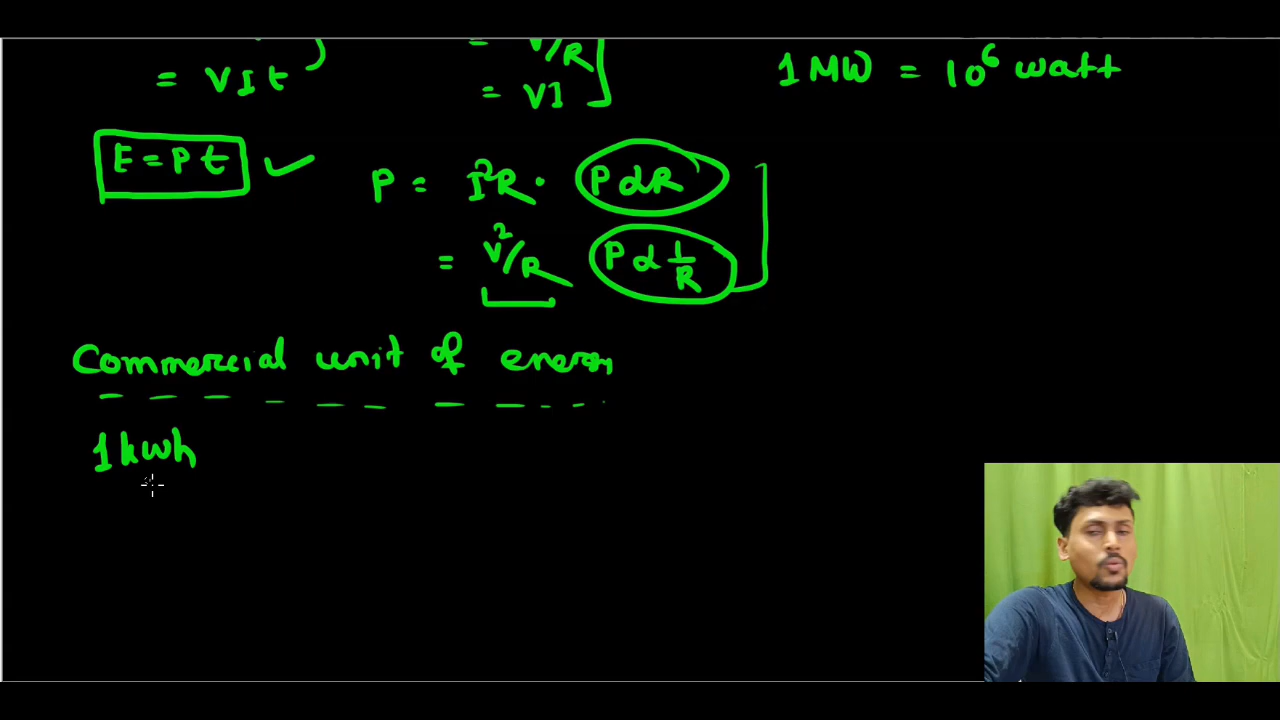 = V/R
= VIt
= VI
1 MW = 10⁶ watt
E = Pt
P = I²R. P α R
= V²/R P α 1/R
Commercial unit of energy
1 kwh